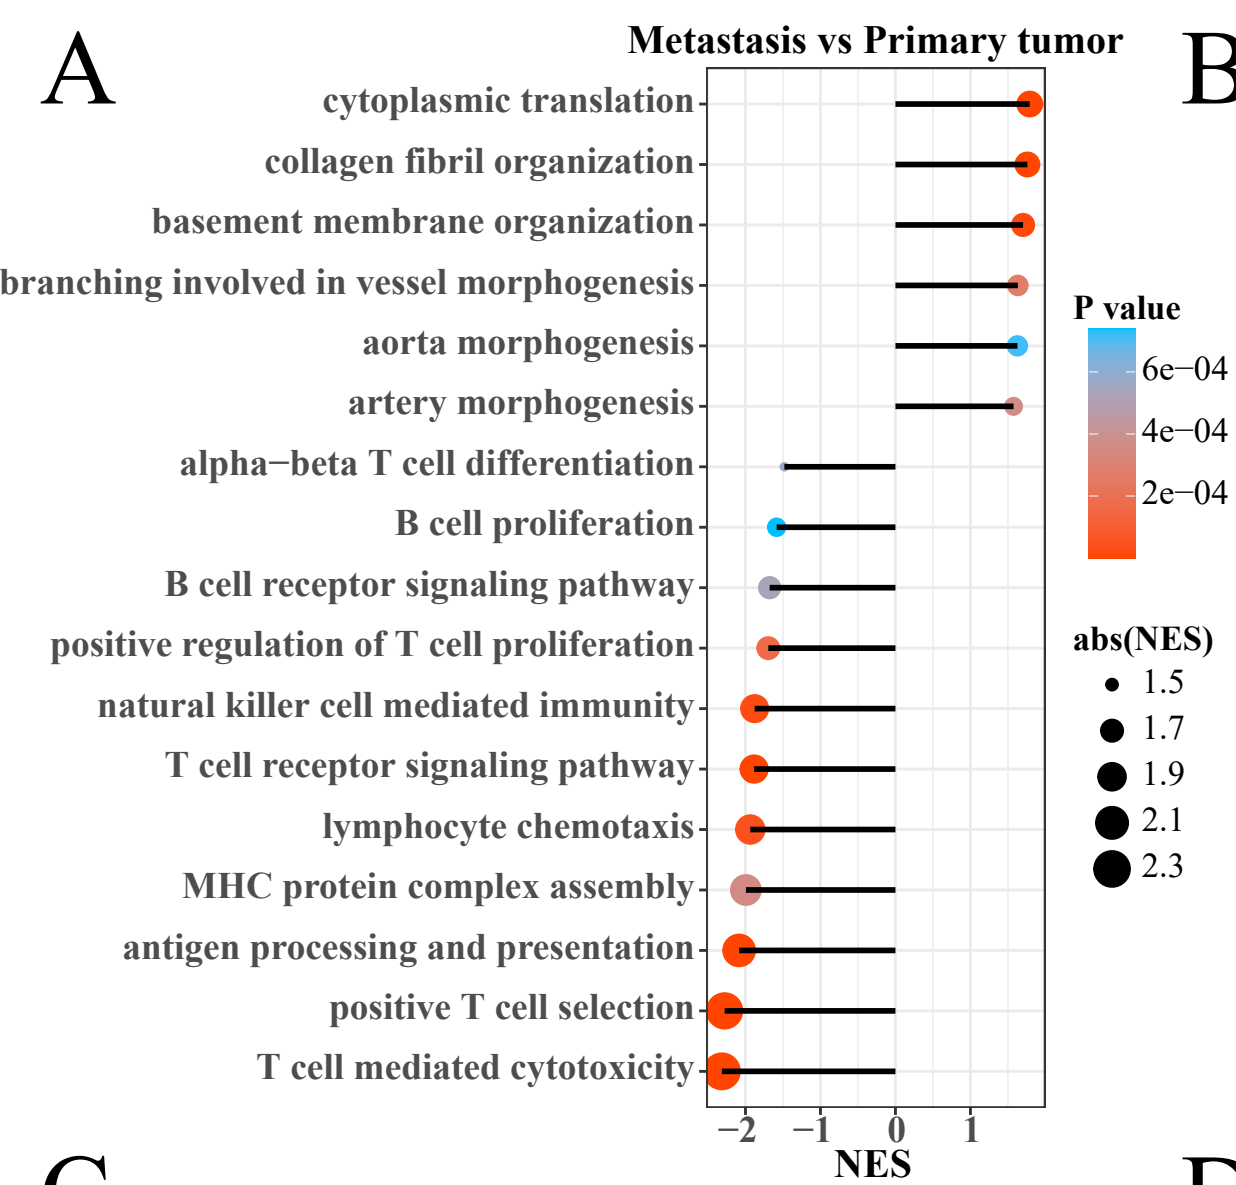 A
Metastasis vs Primary tumor
B
cytoplasmic translation
collagen fibril organization
basement membrane organization
branching involved in vessel morphogenesis
aorta morphogenesis
artery morphogenesis
alpha−beta T cell differentiation
B cell proliferation
B cell receptor signaling pathway
positive regulation of T cell proliferation
natural killer cell mediated immunity
T cell receptor signaling pathway
lymphocyte chemotaxis
MHC protein complex assembly
antigen processing and presentation
positive T cell selection
T cell mediated cytotoxicity
−2 −1 0 1
NES
P value
6e−04
4e−04
2e−04
abs(NES)
1.5
1.7
1.9
2.1
2.3
C
D